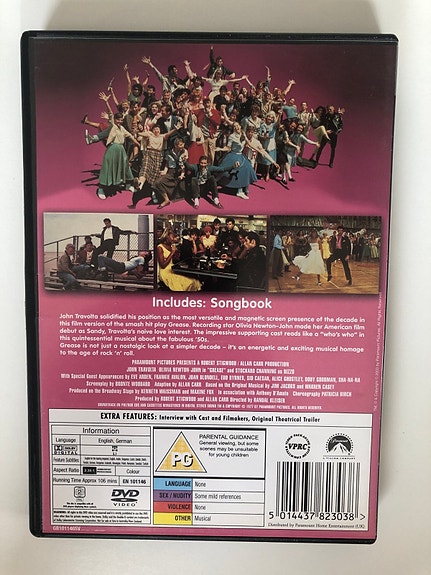 Includes: Songbook
John Travolta solidified his position as the most versatile and magnetic screen presence of the decade in
this film version of the smash hit play Grease. Recording star Olivia Newton-John made her American film
debut as Sandy, Travolta's naive love interest. The impressive supporting cast reads like a "who's who" in
this quintessential musical about the fabulous '50s.
Grease is not just a nostalgic look at a simpler decade – it's an energetic and exciting musical homage
to the age of rock 'n' roll.
PARAMOUNT PICTURES PRESENTS A ROBERT STIGWOOD / ALLAN CARR PRODUCTION
JOHN TRAVOLTA OLIVIA NEWTON-JOHN in "GREASE" and STOCKARD CHANNING as RIZZO
With Special Guest Appearances by EVE ARDEN, FRANKIE AVALON, JOAN BLONDELL, EDD BYRNES, SID CAESAR, ALICE GHOSTLEY, DODY GOODMAN, SHA-NA-NA
Screenplay by BRONTE WOODARD Adaptation by ALLAN CARR Based on the Original Musical by JIM JACOBS and WARREN CASEY
Produced on the Broadway Stage by KENNETH WAISSMAN and MAXINE FOX in association with Anthony D'Amato Choreography PATRICIA BIRCH
Produced by ROBERT STIGWOOD and ALLAN CARR Directed by RANDAL KLEISER
EXTRA FEATURES: Interview with Cast and Filmmakers, Original Theatrical Trailer
Information
Language English, German
DOLBY DIGITAL
Feature Subtitles
Aspect Ratio 2.35:1 Colour
Running Time Approx 106 mins EN 101146
2
DVD VIDEO
GB101146SV
PG
PARENTAL GUIDANCE
General viewing, but some
scenes may be unsuitable
for young children
LANGUAGE None
SEX / NUDITY Some mild references
VIOLENCE None
OTHER Musical
VPRC
Paramount
5 014437 823038 >
Distributed by Paramount Home Entertainment (UK).